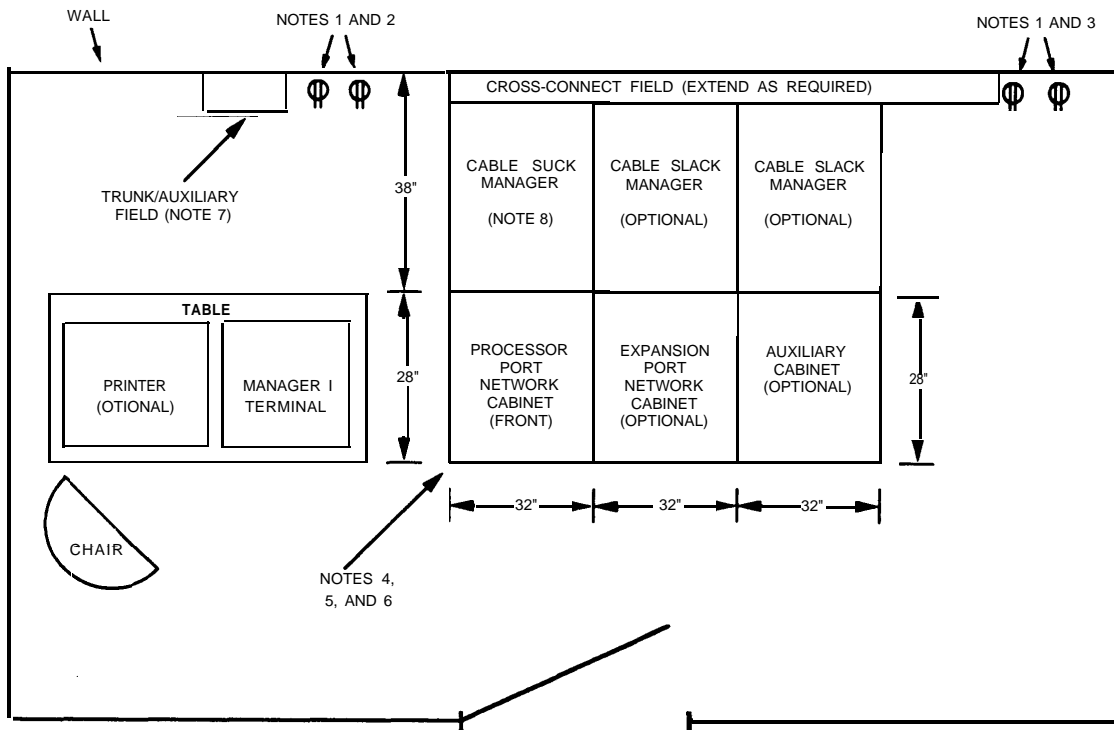 WALL
NOTES 1 AND 2
NOTES 1 AND 3
CROSS-CONNECT FIELD (EXTEND AS REQUIRED)
TRUNK/AUXILIARY
FIELD (NOTE 7)
38"
CABLE SUCK
MANAGER
(NOTE 8)
CABLE SLACK
MANAGER
(OPTIONAL)
CABLE SLACK
MANAGER
(OPTIONAL)
TABLE
PRINTER
(OTIONAL)
MANAGER I
TERMINAL
28"
PROCESSOR
PORT
NETWORK
CABINET
(FRONT)
EXPANSION
PORT
NETWORK
CABINET
(OPTIONAL)
AUXILIARY
CABINET
(OPTIONAL)
28"
32"
32"
32"
CHAIR
NOTES 4,
5, AND 6